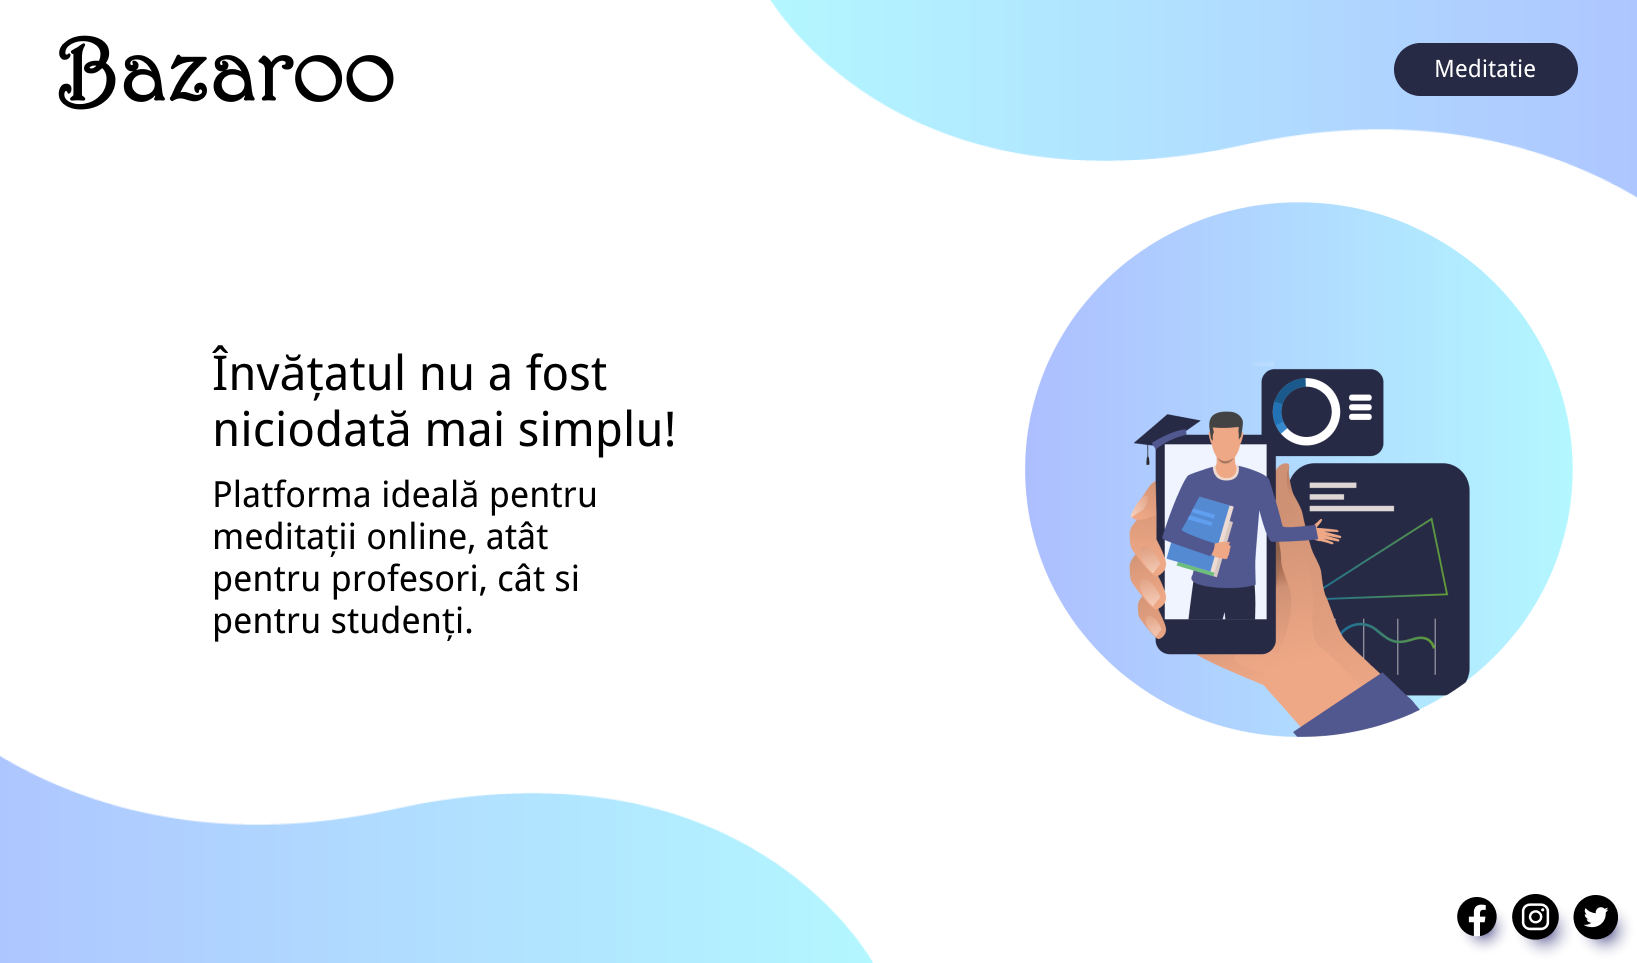 Bazaroo
Meditatie
Învățatul nu a fost
niciodată mai simplu!
Platforma ideală pentru
meditații online, atât
pentru profesori, cât si
pentru studenți.